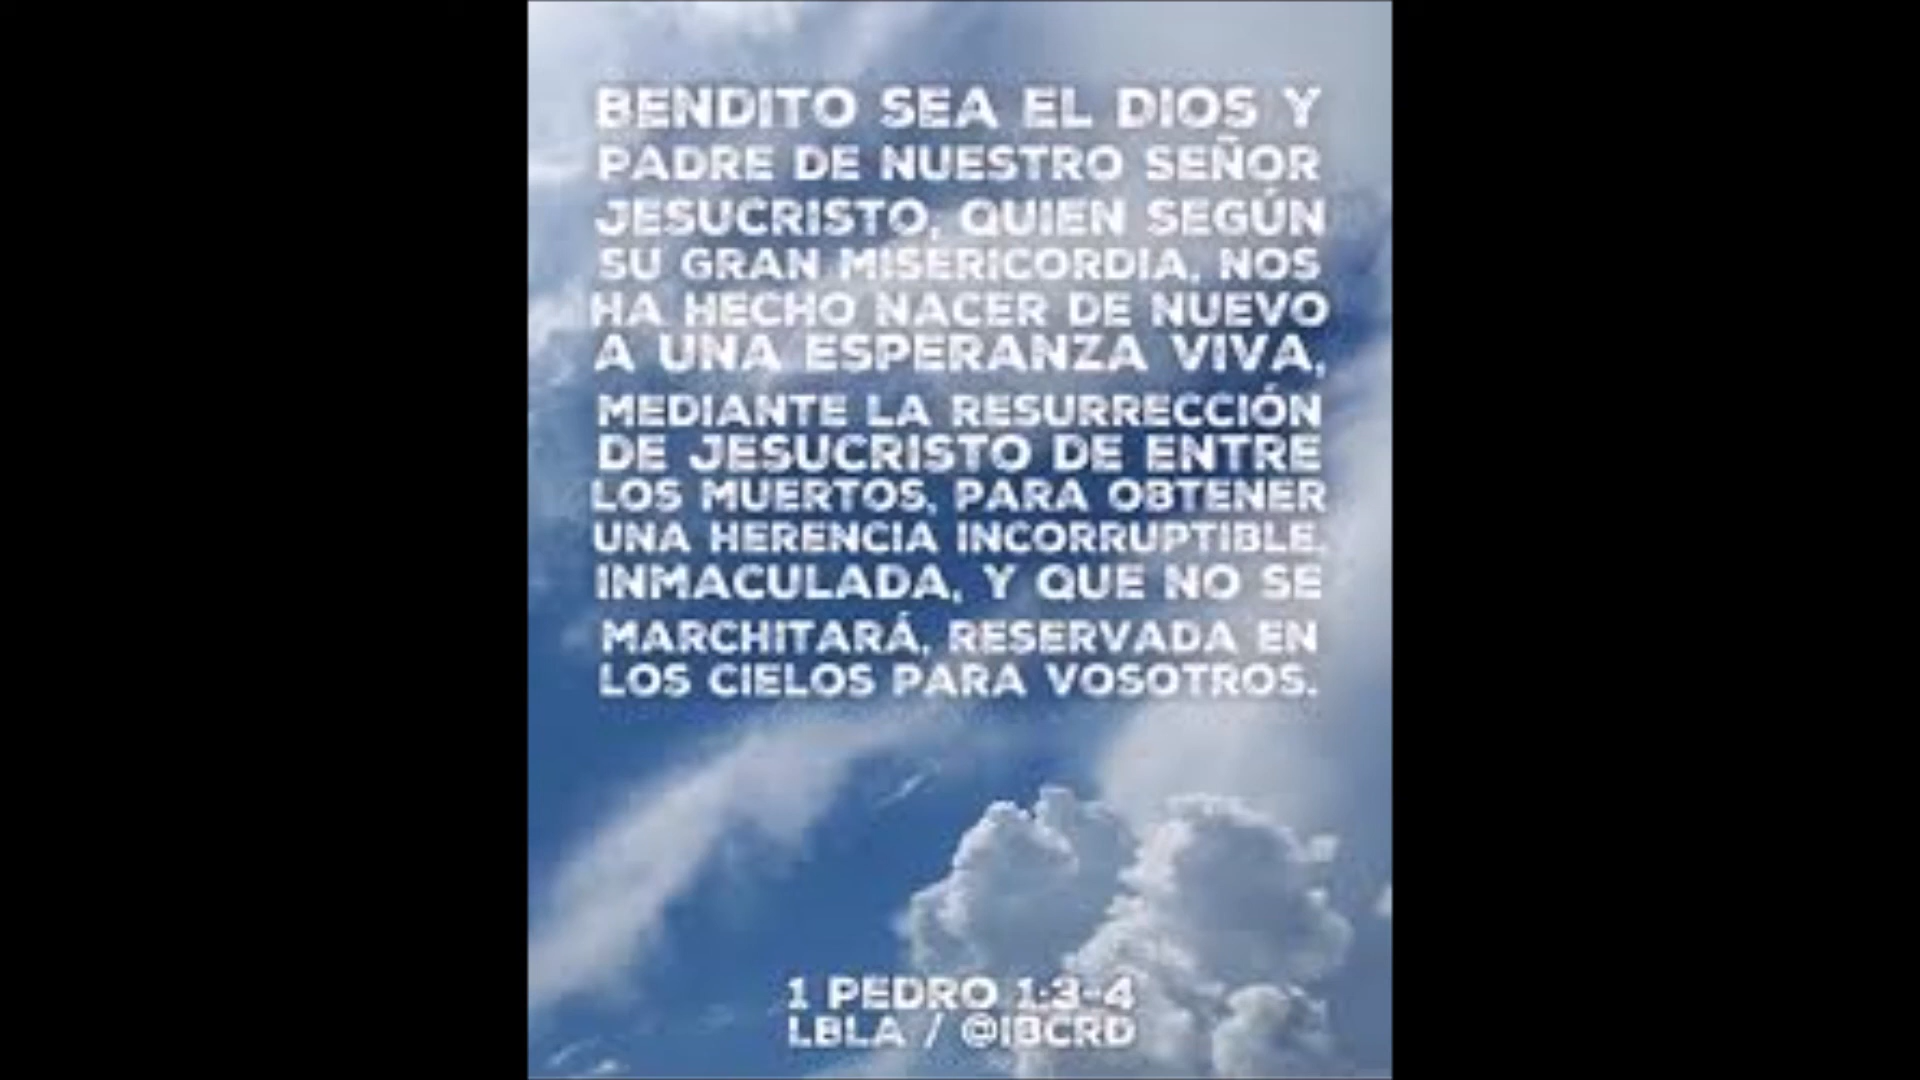 BENDITO SEA EL DIOS Y
PADRE DE NUESTRO SEÑOR
JESUCRISTO, QUIEN SEGÚN
SU GRAN MISERICORDIA, NOS
HA HECHO NACER DE NUEVO
A UNA ESPERANZA VIVA,
MEDIANTE LA RESURRECCIÓN
DE JESUCRISTO DE ENTRE
LOS MUERTOS, PARA OBTENER
UNA HERENCIA INCORRUPTIBLE,
INMACULADA, Y QUE NO SE
MARCHITARÁ, RESERVADA EN
LOS CIELOS PARA VOSOTROS.
1 PEDRO 1:3-4
LBLA / @IBCRD